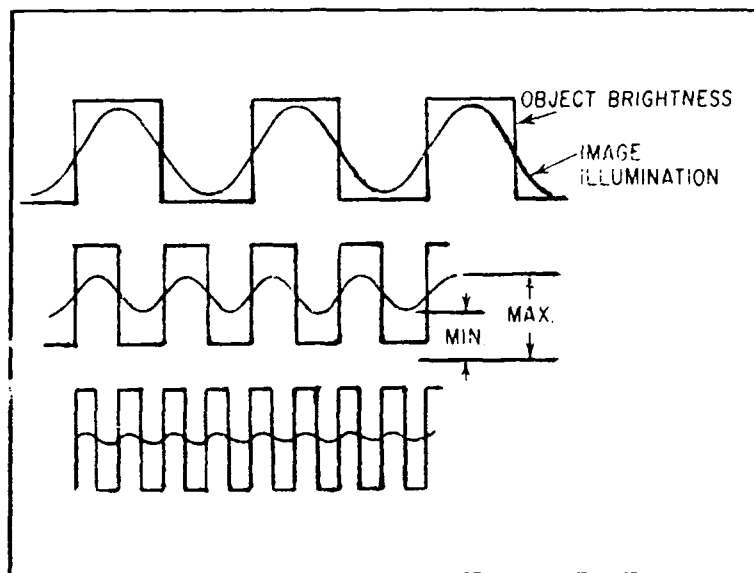 OBJECT BRIGHTNESS
IMAGE
ILLUMINATION
MAX.
MIN.